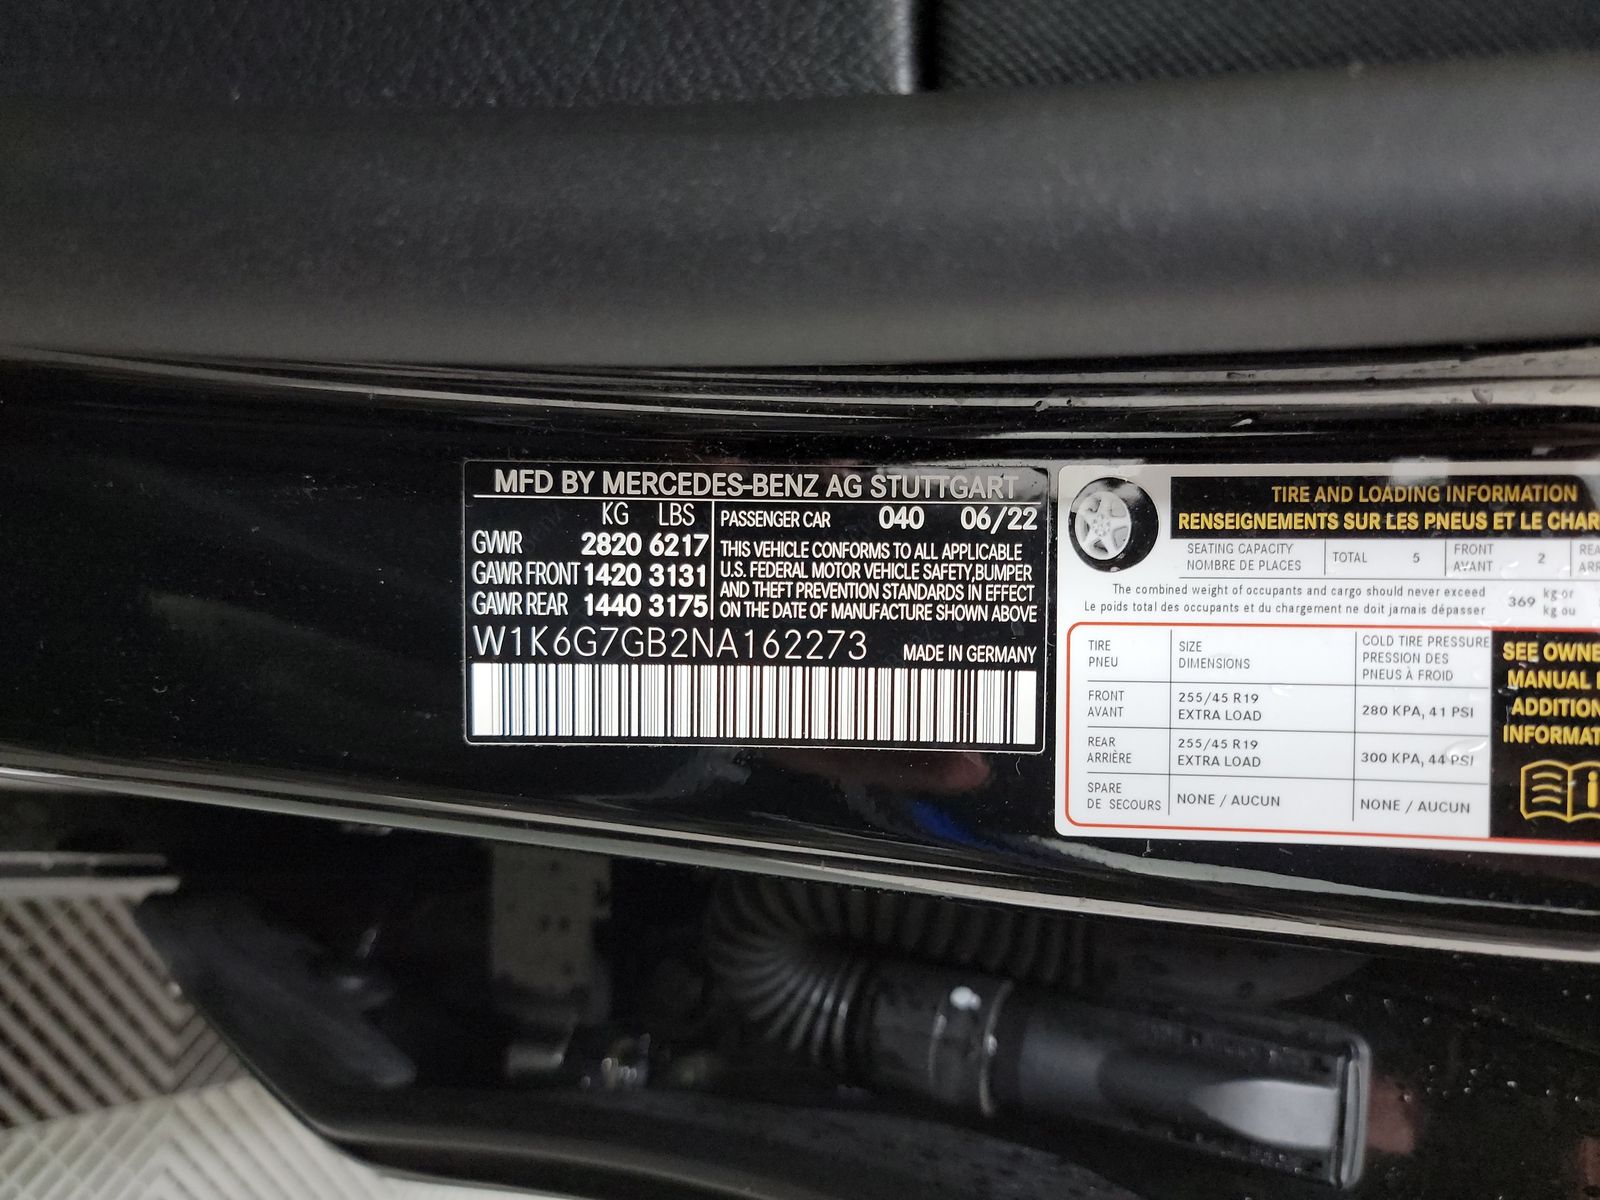 MFD BY MERCEDES-BENZ AG STUTTGART
KG LBS
GVWR 2820 6217
GAWR FRONT 1420 3131
GAWR REAR 1440 3175
PASSENGER CAR 040 06/22
THIS VEHICLE CONFORMS TO ALL APPLICABLE
U.S. FEDERAL MOTOR VEHICLE SAFETY,BUMPER
AND THEFT PREVENTION STANDARDS IN EFFECT
ON THE DATE OF MANUFACTURE SHOWN ABOVE
W1K6G7GB2NA162273
MADE IN GERMANY
TIRE AND LOADING INFORMATION
RENSEIGNEMENTS SUR LES PNEUS ET LE CHAR
SEATING CAPACITY
NOMBRE DE PLACES
TOTAL 5
FRONT
AVANT
2
The combined weight of occupants and cargo should never exceed
Le poids total des occupants et du chargement ne doit jamais dépasser
369
kg or
kg ou
TIRE
PNEU
SIZE
DIMENSIONS
COLD TIRE PRESSURE
PRESSION DES
PNEUS À FROID
FRONT
AVANT
255/45 R19
EXTRA LOAD
280 KPA, 41 PSI
REAR
ARRIÈRE
255/45 R19
EXTRA LOAD
300 KPA, 44 PSI
SPARE
DE SECOURS
NONE / AUCUN
NONE / AUCUN
SEE OWNE
MANUAL
ADDITION
INFORMAT